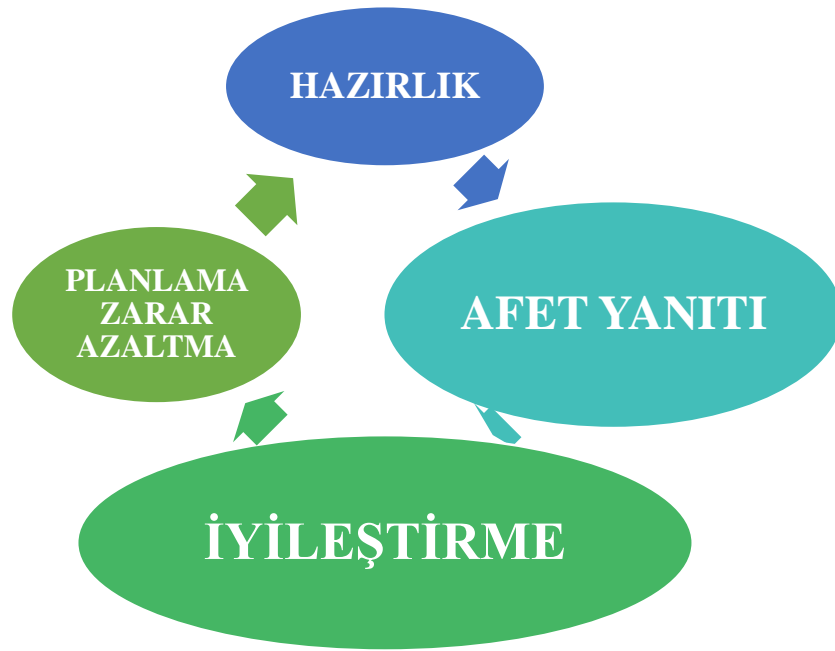 HAZIRLIK
AFET YANITI
İYİLEŞTİRME
PLANLAMA
ZARAR
AZALTMA